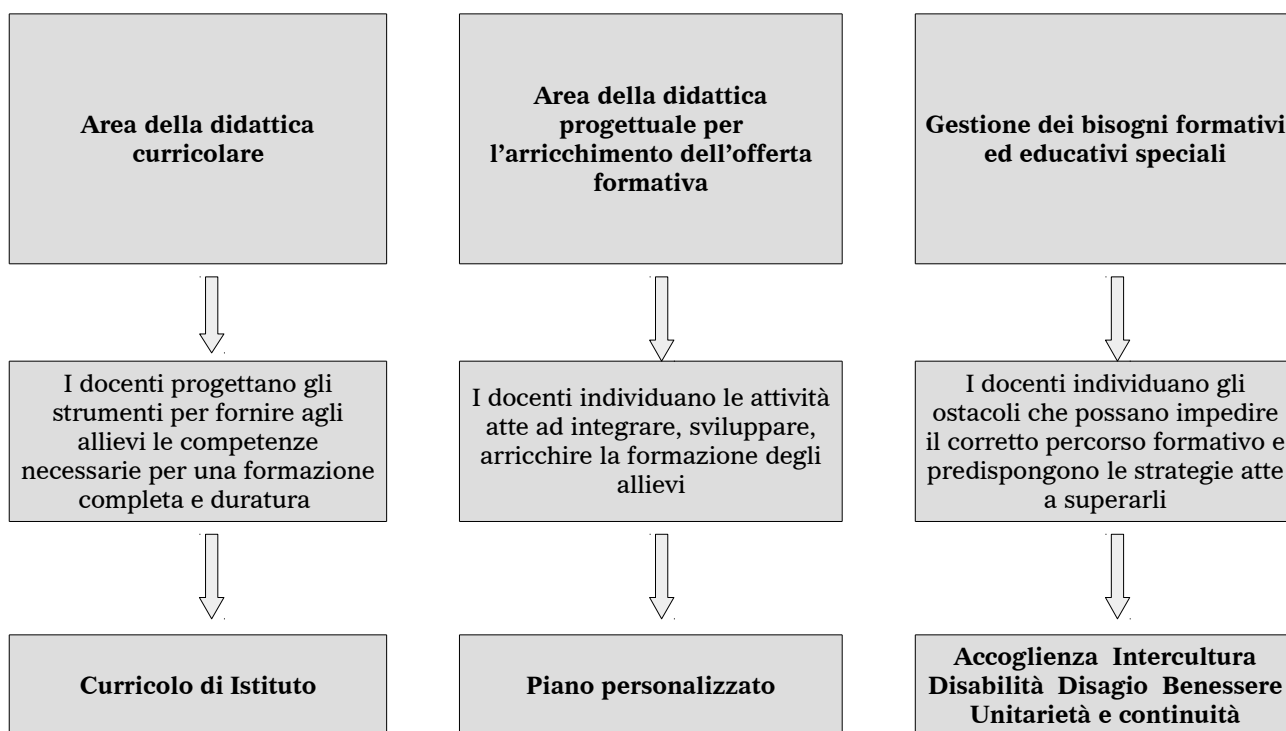 Area della didattica
curricolare
Area della didattica
progettuale per
l’arricchimento dell’offerta
formativa
Gestione dei bisogni formativi
ed educativi speciali
I docenti progettano gli
strumenti per fornire agli
allievi le competenze
necessarie per una formazione
completa e duratura
I docenti individuano le attività
atte ad integrare, sviluppare,
arricchire la formazione degli
allievi
I docenti individuano gli
ostacoli che possano impedire
il corretto percorso formativo e
predispongono le strategie atte
a superarli
Curricolo di Istituto
Piano personalizzato
Accoglienza Intercultura
Disabilità Disagio Benessere
Unitarietà e continuità